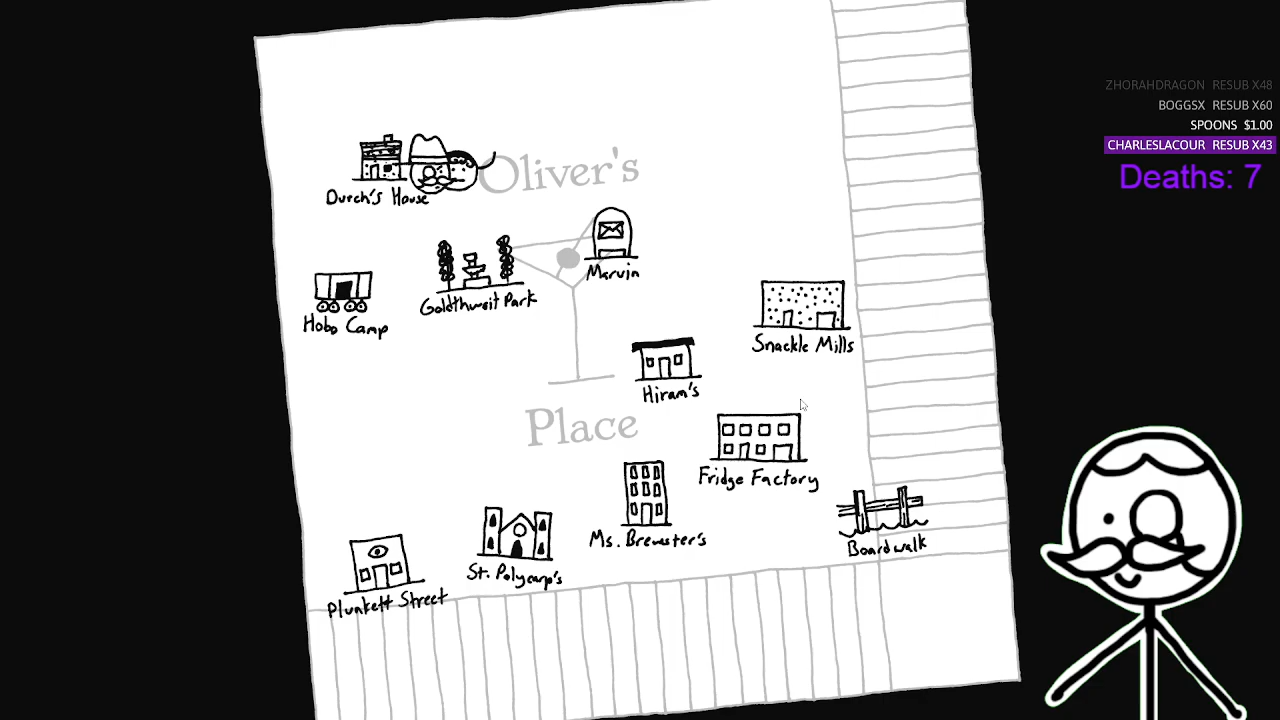 ZHORAHDRAGON RESUB X48
BOGGSX RESUB X60
SPOONS $1.00
CHARLESLACOUR RESUB X43
Deaths: 7
Oliver's
Durch's House
Marvin
Goldthwait Park
Hobo Camp
Snackle Mills
Hiram's
Place
Fridge Factory
Ms. Brewster's
Boardwalk
St. Polycarp's
Plunkett Street